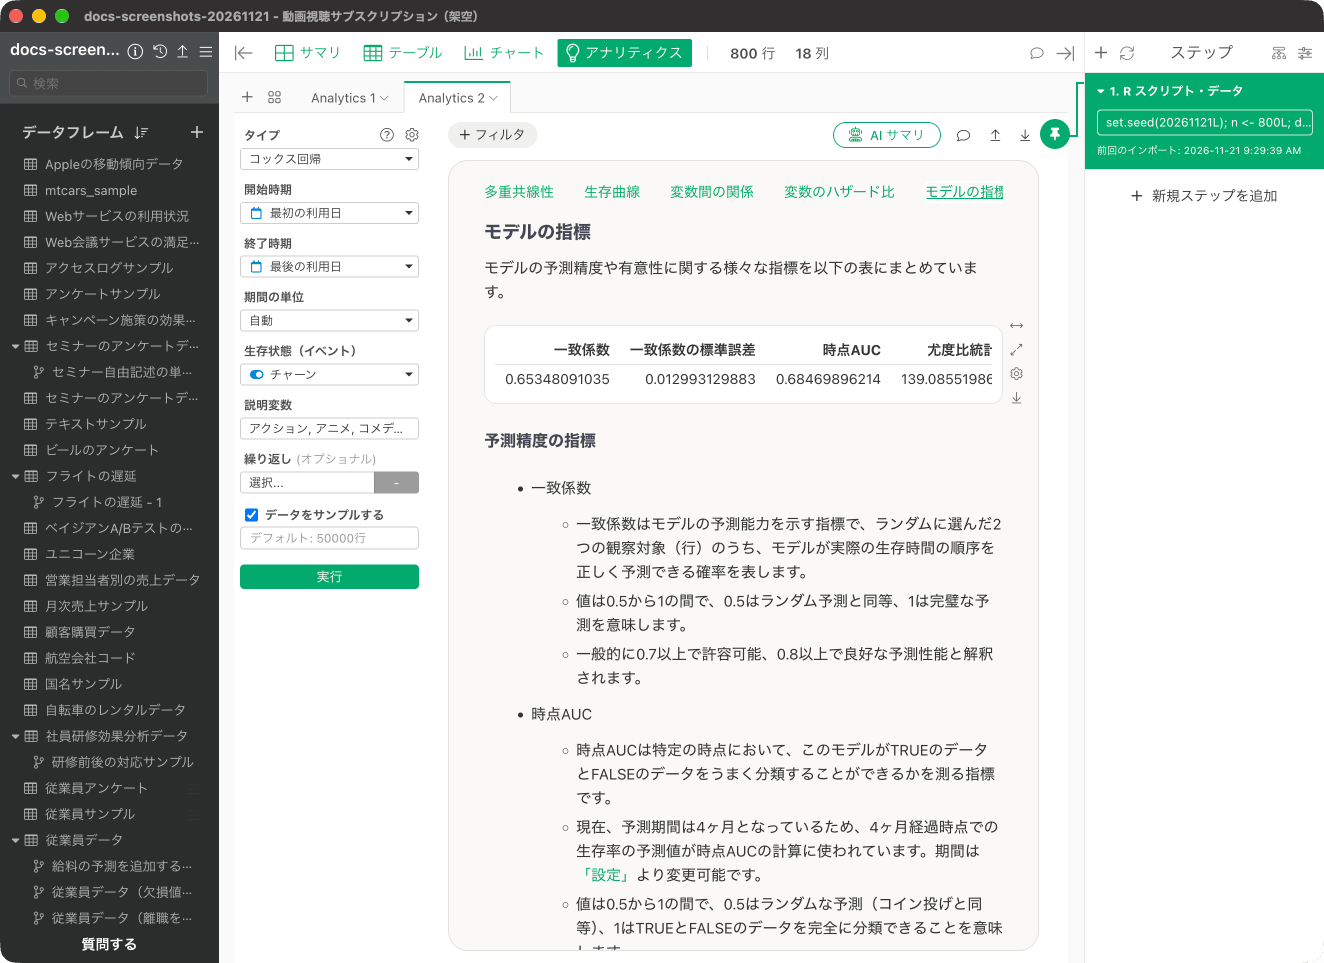 docs-screenshots-20261121 - 動画視聴サブスクリプション（架空）
docs-screen...
検索
データフレーム
Appleの移動傾向データ
mtcars_sample
Webサービスの利用状況
Web会議サービスの満足...
アクセスログサンプル
アンケートサンプル
キャンペーン施策の効果...
セミナーのアンケートデ...
セミナー自由記述の単...
セミナーのアンケートデ...
テキストサンプル
ビールのアンケート
フライトの遅延
フライトの遅延 - 1
ベイジアンA/Bテストの...
ユニコーン企業
営業担当者別の売上データ
月次売上サンプル
顧客購買データ
航空会社コード
国名サンプル
自転車のレンタルデータ
社員研修効果分析データ
研修前後の対応サンプル
従業員アンケート
従業員サンプル
従業員データ
給料の予測を追加する...
従業員データ（欠損値...
従業員データ（離職を...
質問する
サマリ
テーブル
チャート
アナリティクス
800 行
18 列
Analytics 1
Analytics 2
タイプ
コックス回帰
開始時期
最初の利用日
終了時期
最後の利用日
期間の単位
自動
生存状態（イベント）
チャーン
説明変数
アクション, アニメ, コメデ...
繰り返し (オプショナル)
選択...
-
データをサンプルする
デフォルト: 50000行
実行
+ フィルタ
AI サマリ
多重共線性
生存曲線
変数間の関係
変数のハザード比
モデルの指標
モデルの指標
モデルの予測精度や有意性に関する様々な指標を以下の表にまとめていま
す。
一致係数 一致係数の標準誤差 時点AUC 尤度比統計
0.65348091035 0.012993129883 0.68469896214 139.08551986
予測精度の指標
• 一致係数
○ 一致係数はモデルの予測能力を示す指標で、ランダムに選んだ2
つの観察対象（行）のうち、モデルが実際の生存時間の順序を
正しく予測できる確率を表します。
○ 値は0.5から1の間で、0.5はランダム予測と同等、1は完璧な予
測を意味します。
○ 一般的に0.7以上で許容可能、0.8以上で良好な予測性能と解釈
されます。
• 時点AUC
○ 時点AUCは特定の時点において、このモデルがTRUEのデータ
とFALSEのデータをうまく分類することができるかを測る指標
です。
○ 現在、予測期間は4ヶ月となっているため、4ヶ月経過時点での
生存率の予測値が時点AUCの計算に使われています。期間は
「設定」より変更可能です。
○ 値は0.5から1の間で、0.5はランダムな予測（コイン投げと同
等）、1はTRUEとFALSEのデータを完全に分類できることを意味
します。
ステップ
1. R スクリプト・データ
set.seed(20261121L); n <- 800L; d...
前回のインポート: 2026-11-21 9:29:39 AM
+ 新規ステップを追加